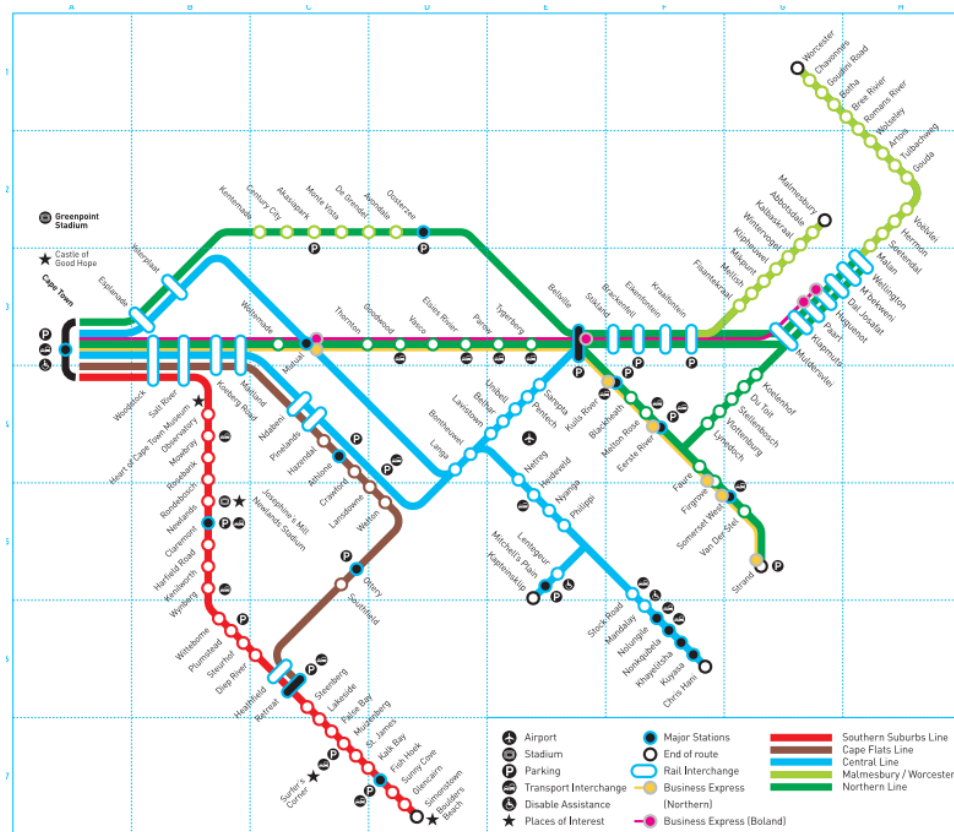 A
B
C
D
E
F
G
H
1
2
3
4
5
6
7
Greenpoint
Stadium
Castle of
Good Hope
Cape Town
Esplanade
Ysterplaat
Kentemade
Century City
Akasiapark
Monte Vista
De Grendel
Avondale
Oosterzee
Woltemade
Mutual
Thornton
Goodwood
Vasco
Elsies Rivier
Parow
Tygerberg
Bellville
Stikland
Brackenfell
Eikenfontein
Kraaifontein
Fisantekraal
Mellish
Mikpunt
Klipheuwel
Wintervogel
Kalbaskraal
Abbotsdale
Malmesbury
Worcester
Chavonnes
Goudini Road
Botha
Bree Rivier
Romans River
Wolseley
Artois
Tulbachweg
Gouda
Voelvlei
Hermon
Soetendal
Malan
Wellington
M'bekweni
Dal Josafat
Huguenot
Paarl
Klapmuts
Muldersvlei
Koelenhof
Du Toit
Stellenbosch
Vlottenburg
Lynedoch
Woodstock
Salt River
Koeberg Road
Maitland
Ndabeni
Pinelands
Hazendal
Athlone
Crawford
Lansdowne
Wetton
Ottery
Southfield
Heart of Cape Town Museum
Observatory
Mowbray
Rosebank
Rondebosch
Newlands
Josephine's Mill
Newlands Stadium
Claremont
Harfield Road
Kenilworth
Wynberg
Witteborne
Plumstead
Steurhof
Diep River
Heathfield
Retreat
Steenberg
Lakeside
False Bay
Muizenberg
St. James
Kalk Bay
Fish Hoek
Sunny Cove
Glencairn
Simonstown
Boulders
Beach
Surfer's
Corner
Langa
Bontheuwel
Lavistown
Belhar
Unibell
Pentech
Sarepta
Netreg
Heideveld
Nyanga
Philippi
Lentegeur
Mitchell's Plain
Kapteinsklip
Stock Road
Mandalay
Nolungile
Nonkqubela
Khayelitsha
Kuyasa
Chris Hani
Kuils River
Blackheath
Melton Rose
Eerste River
Faure
Firgrove
Somerset West
Van Der Stel
Strand
Airport
Stadium
P Parking
Transport Interchange
Disable Assistance
Places of Interest
Major Stations
End of route
Rail Interchange
Business Express
(Northern)
Business Express (Boland)
Southern Suburbs Line
Cape Flats Line
Central Line
Malmesbury / Worcester
Northern Line